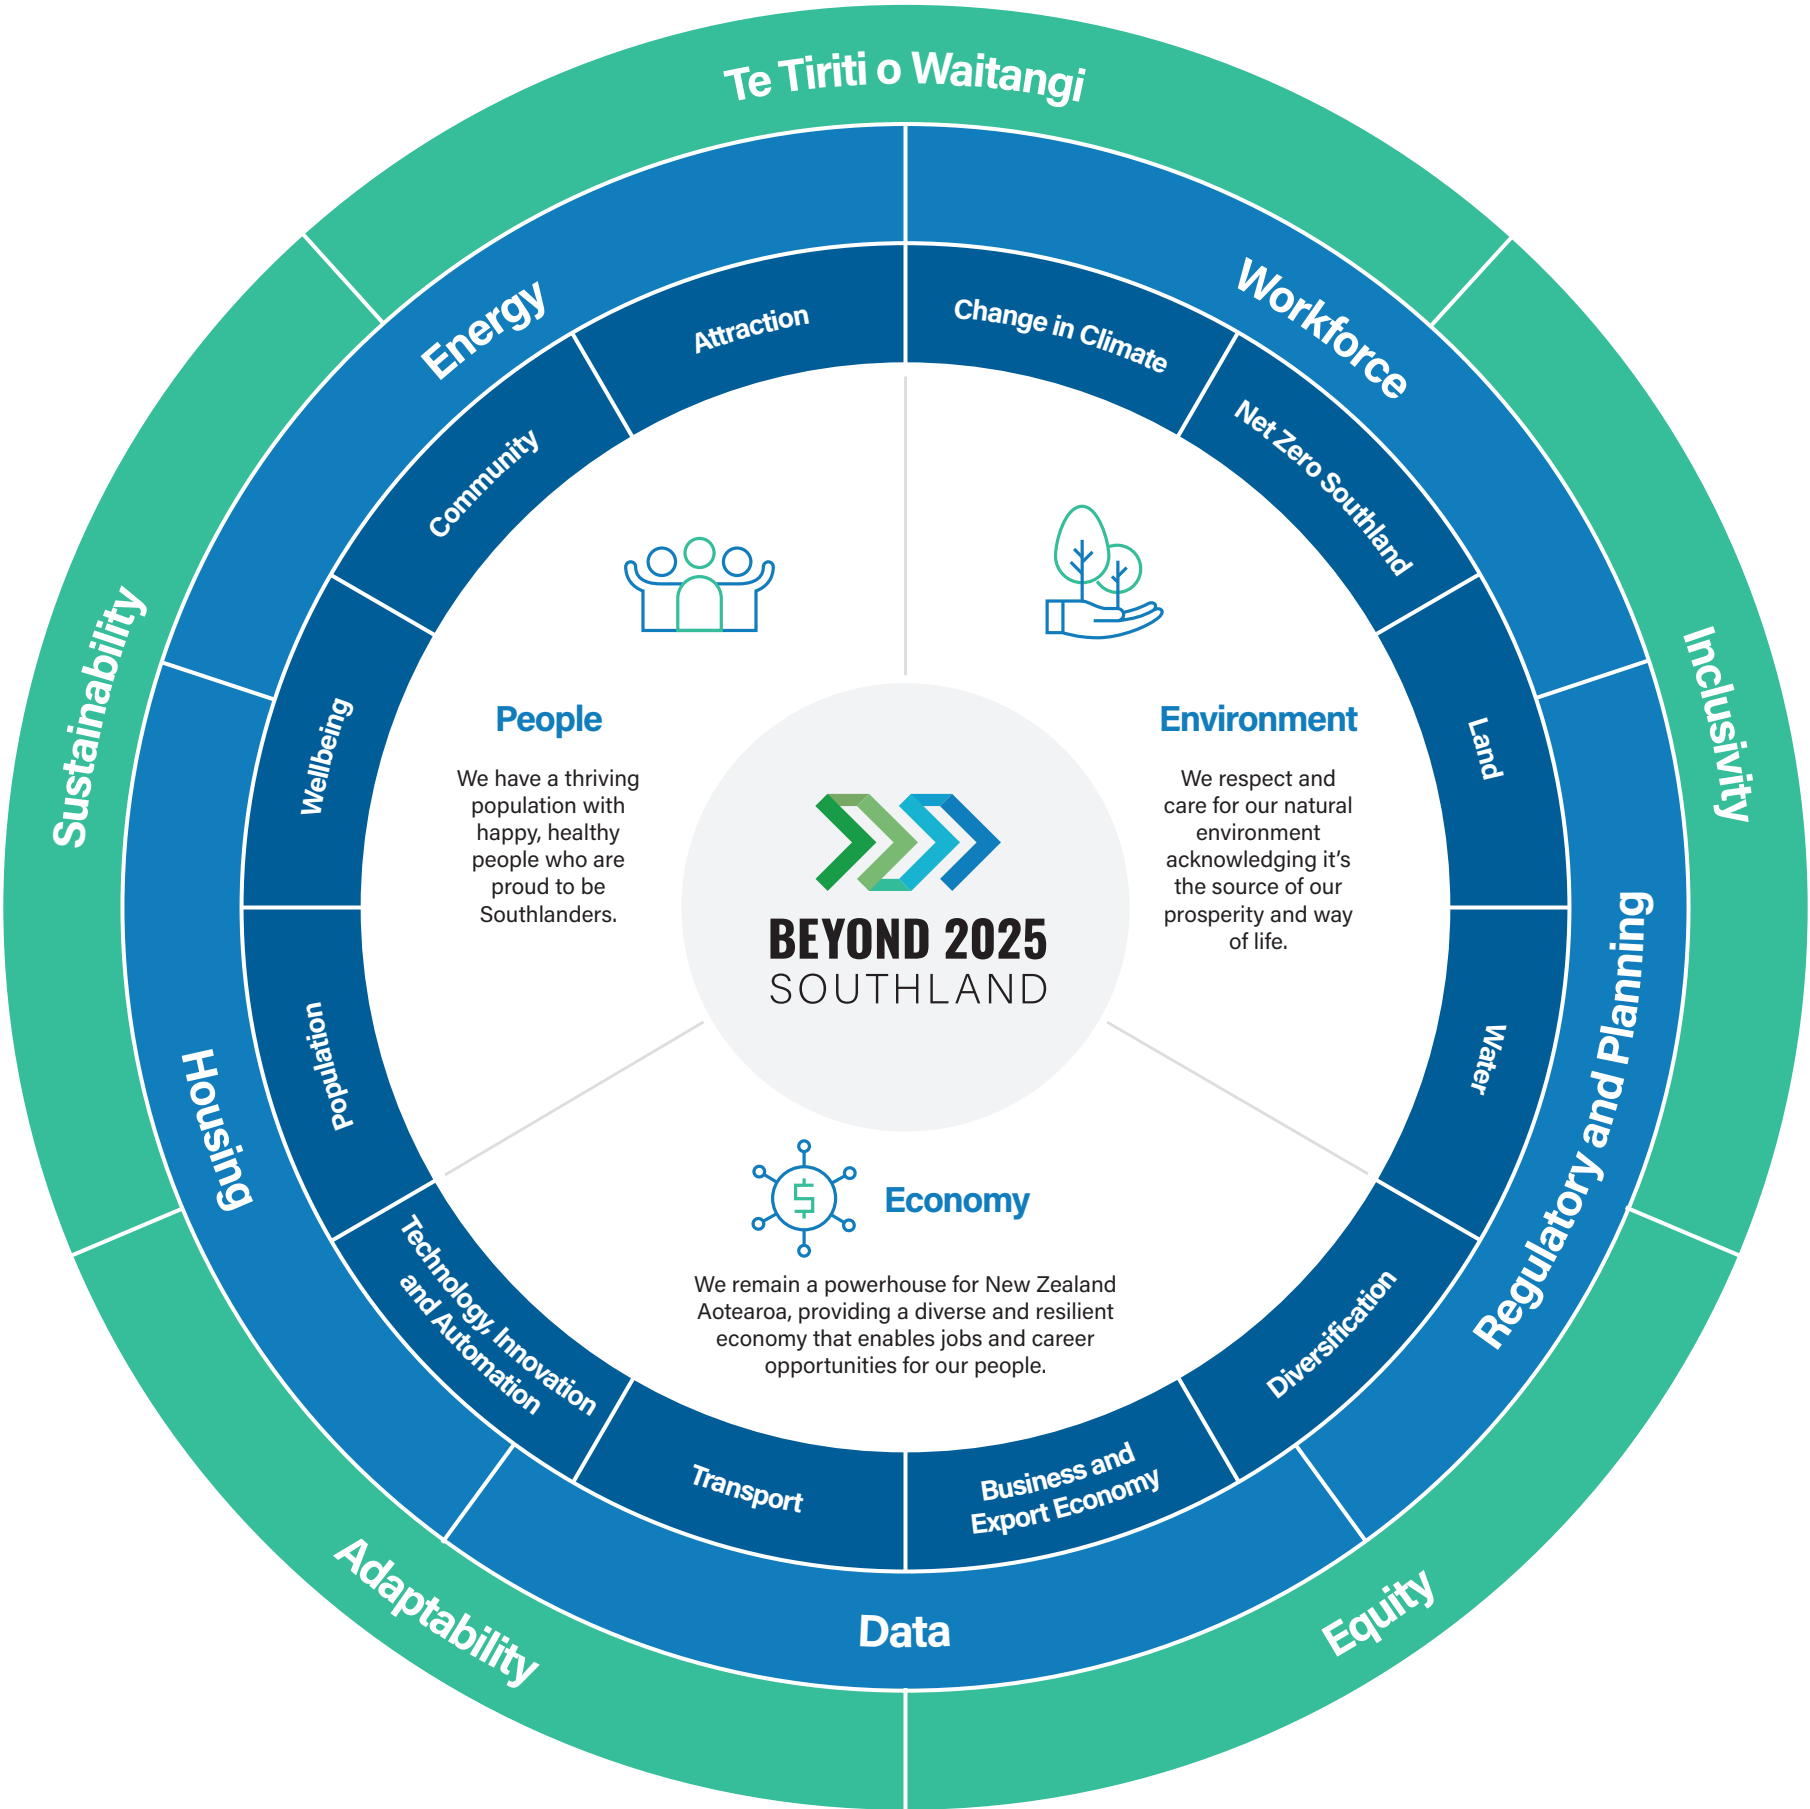 Te Tiriti o Waitangi
Inclusivity
Equity
Adaptability
Sustainability
Energy
Workforce
Regulatory and Planning
Data
Housing
Attraction
Change in Climate
Net Zero Southland
Land
Water
Diversification
Business and
Export Economy
Transport
Technology, Innovation
and Automation
Population
Wellbeing
Community
People
We have a thriving
population with
happy, healthy
people who are
proud to be
Southlanders.
Environment
We respect and
care for our natural
environment
acknowledging it’s
the source of our
prosperity and way
of life.
BEYOND 2025
SOUTHLAND
$
Economy
We remain a powerhouse for New Zealand
Aotearoa, providing a diverse and resilient
economy that enables jobs and career
opportunities for our people.